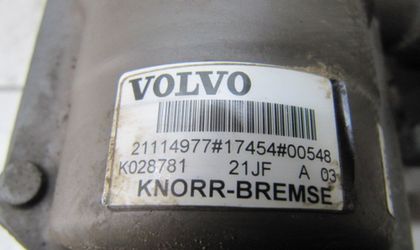 VOLVO
21114977#17454#00548
K028781 21JF A 03
KNORR-BREMSE